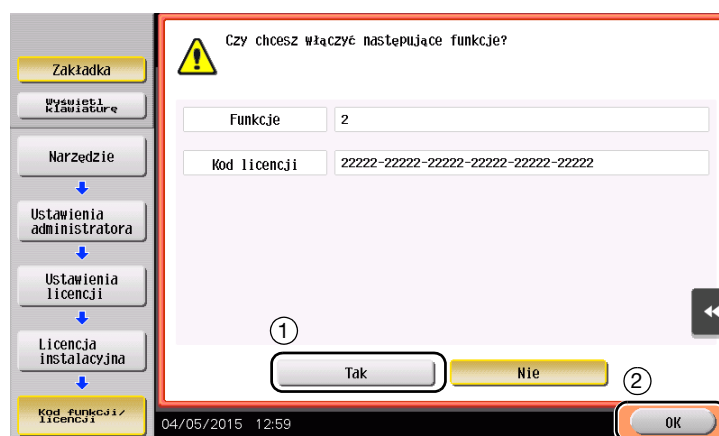 Zakładka
Wyświetl
klawiaturę
Narzędzie
Ustawienia
administratora
Ustawienia
licencji
Licencja
instalacyjna
Kod funkcji/
licencji
Czy chcesz włączyć następujące funkcje?
Funkcje 2
Kod licencji 22222-22222-22222-22222-22222-22222
1
Tak Nie
2
04/05/2015 12:59 OK